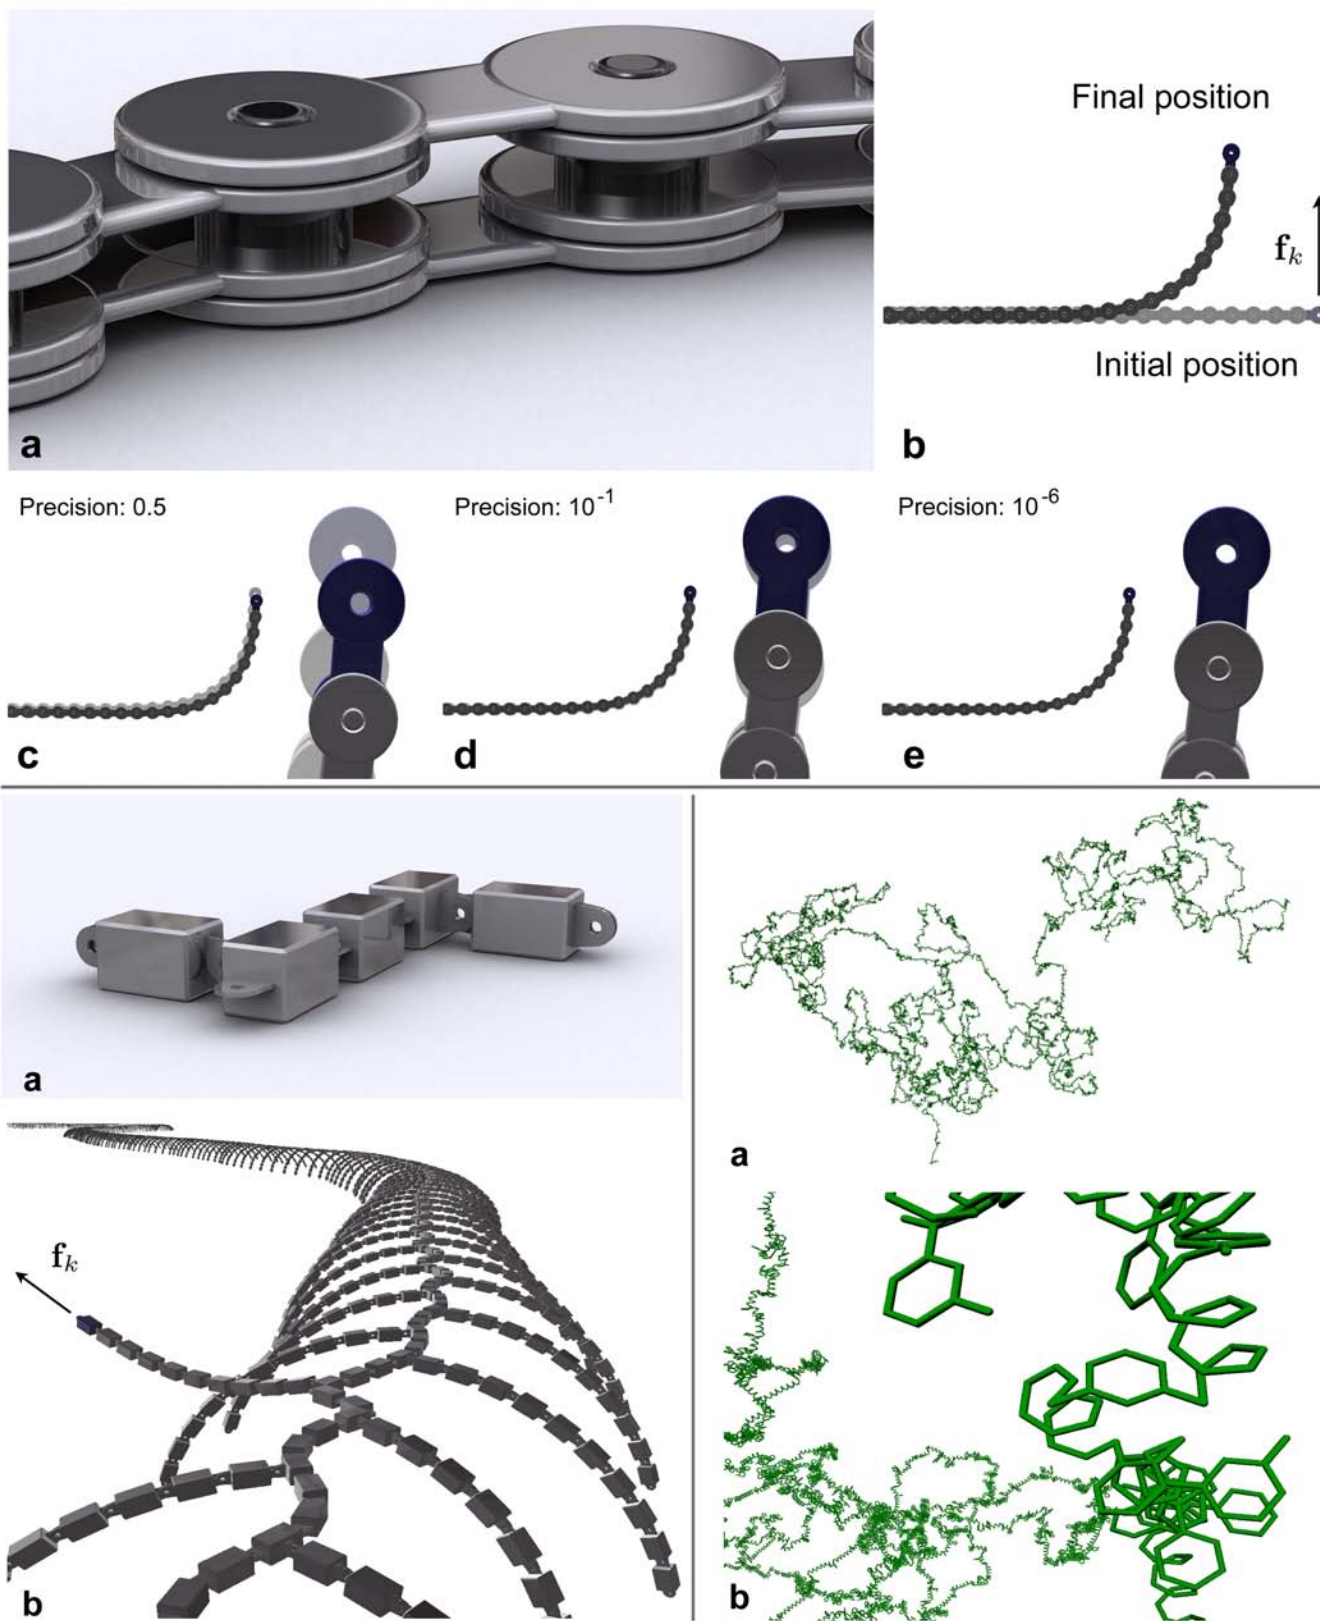 Final position
f_k
Initial position
a
b
Precision: 0.5
Precision: 10^-1
Precision: 10^-6
c
d
e
a
a
f_k
b
b